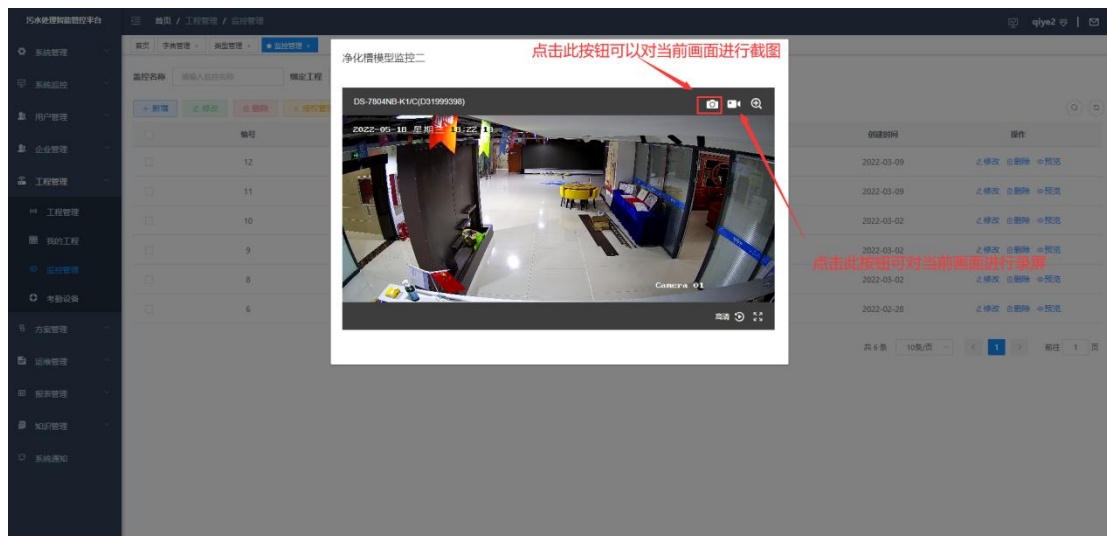 污水处理智能管控平台
首页 / 工程管理 / 监控管理
qiye2
首页 字典管理 类型管理 监控管理
系统管理
系统监控
用户管理
企业管理
工程管理
工程管理
我的工程
监控管理
考勤设备
方案管理
运维管理
报表管理
知识管理
系统通知
监控名称 请输入监控名称 绑定工程
+ 新增 修改 删除
编号 创建时间 操作
12 2022-03-09 修改 删除 预览
11 2022-03-09 修改 删除 预览
10 2022-03-02 修改 删除 预览
9 2022-03-02 修改 删除 预览
8 2022-03-02 修改 删除 预览
6 2022-02-28 修改 删除 预览
共 6 条 10条/页 1 前往 1 页
净化槽模型监控二
点击此按钮可以对当前画面进行截图
DS-7804NB-K1/C(D31999398)
2022-05-18 星期三
Camera 01
高清
点击此按钮可对当前画面进行录屏